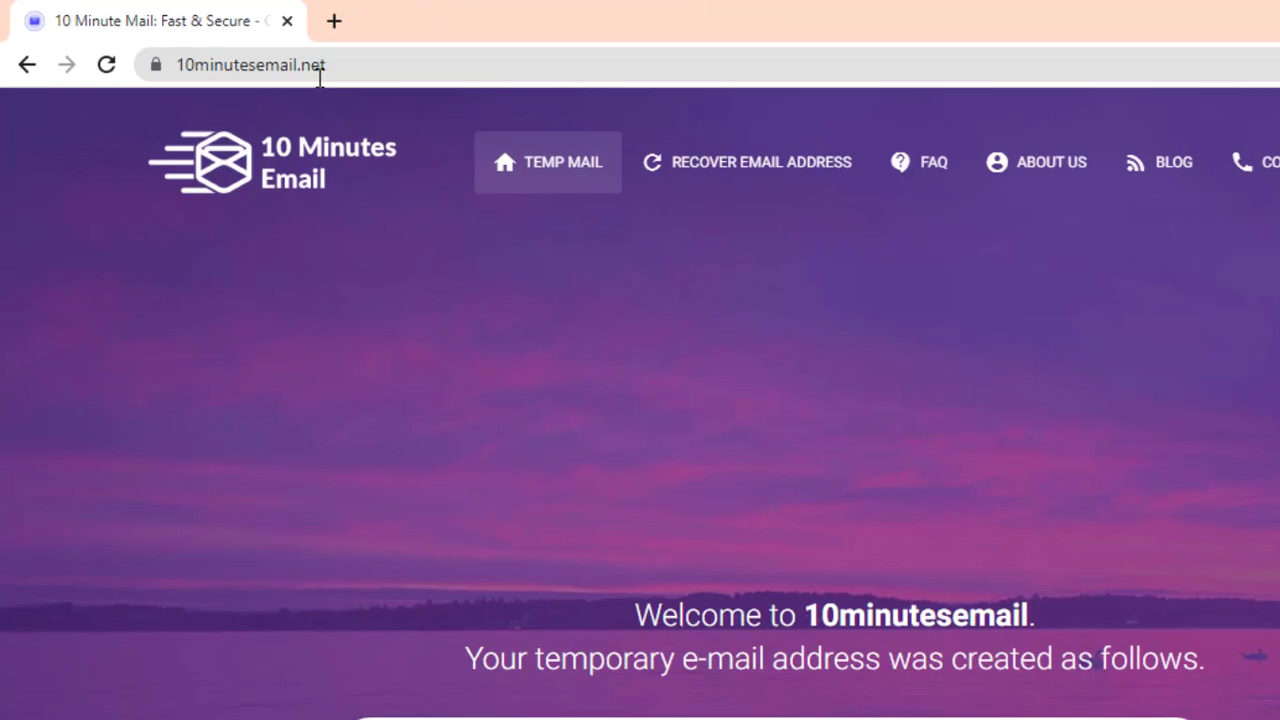 10 Minute Mail: Fast & Secure -
10minutesemail.net
10 Minutes
Email
TEMP MAIL
RECOVER EMAIL ADDRESS
FAQ
ABOUT US
BLOG
Welcome to 10minutesemail.
Your temporary e-mail address was created as follows.